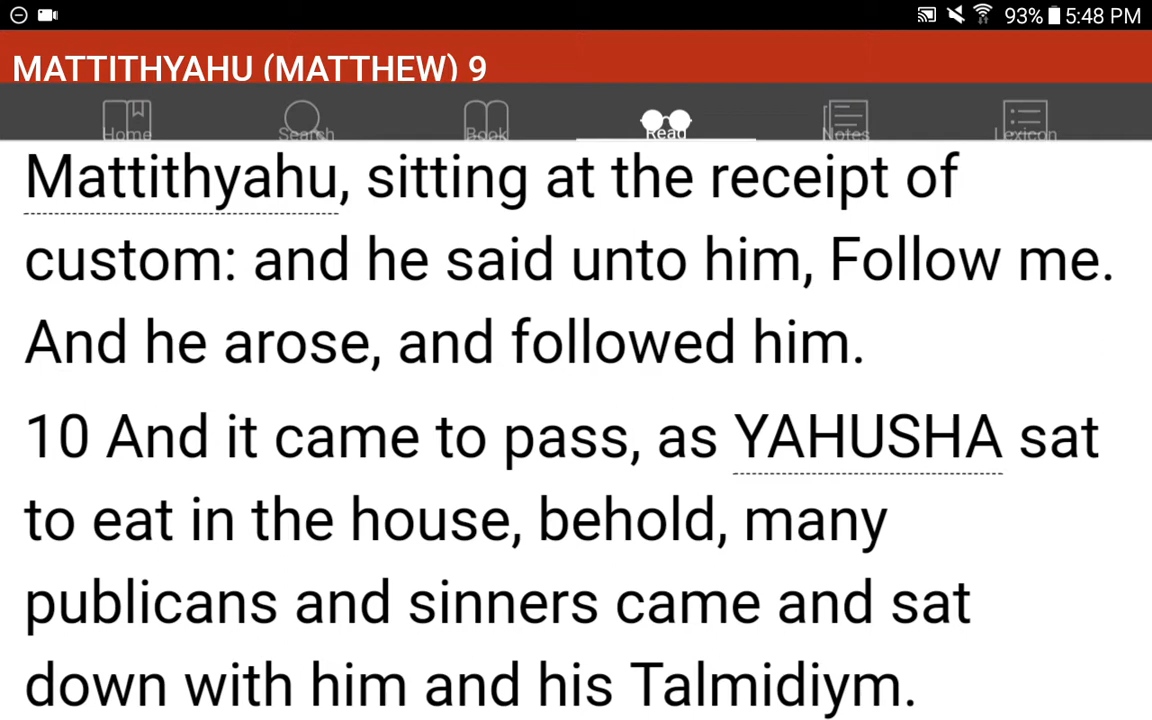 93% 5:48 PM
MATTITHYAHU (MATTHEW) 9
Home Search Book Read Notes Lexicon
Mattithyahu, sitting at the receipt of
custom: and he said unto him, Follow me.
And he arose, and followed him.
10 And it came to pass, as YAHUSHA sat
to eat in the house, behold, many
publicans and sinners came and sat
down with him and his Talmidiym.